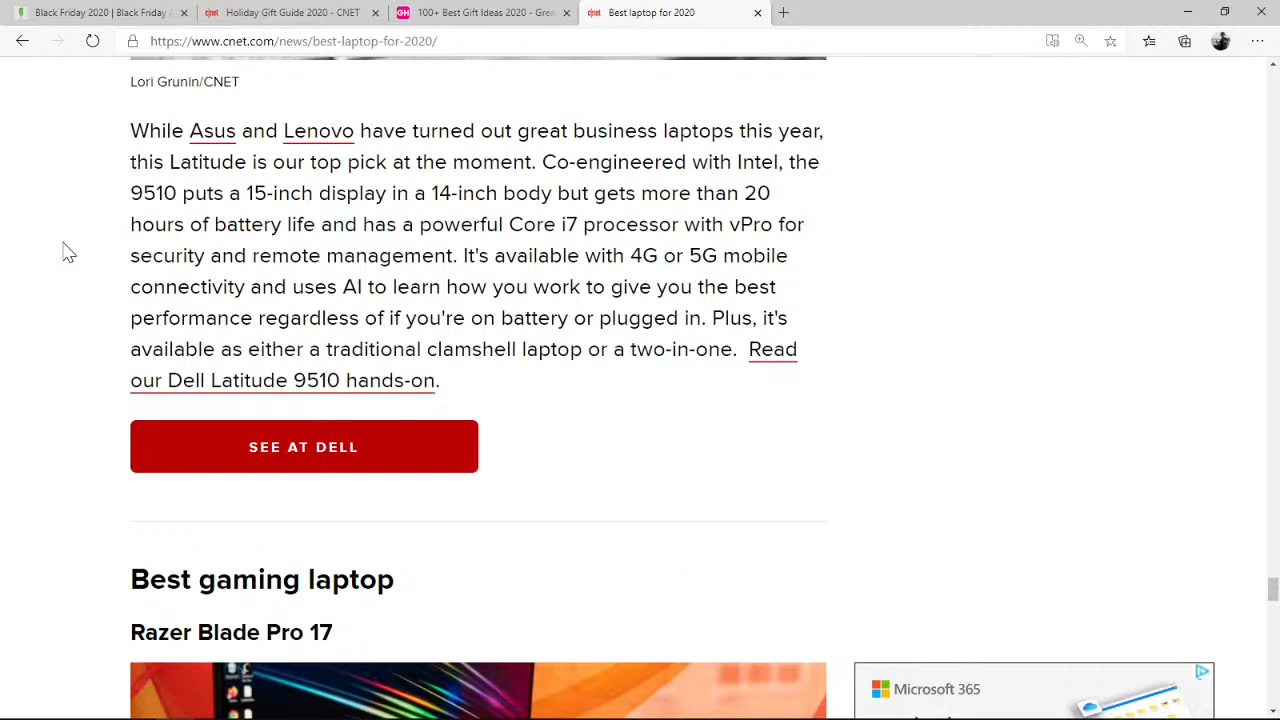 Black Friday 2020 | Black Friday
Holiday Gift Guide 2020 - CNET
GH
100+ Best Gift Ideas 2020 - Grea
cnet
Best laptop for 2020
https://www.cnet.com/news/best-laptop-for-2020/
Lori Grunin/CNET
While Asus and Lenovo have turned out great business laptops this year,
this Latitude is our top pick at the moment. Co-engineered with Intel, the
9510 puts a 15-inch display in a 14-inch body but gets more than 20
hours of battery life and has a powerful Core i7 processor with vPro for
security and remote management. It's available with 4G or 5G mobile
connectivity and uses AI to learn how you work to give you the best
performance regardless of if you're on battery or plugged in. Plus, it's
available as either a traditional clamshell laptop or a two-in-one. Read
our Dell Latitude 9510 hands-on.
SEE AT DELL
Best gaming laptop
Razer Blade Pro 17
Microsoft 365